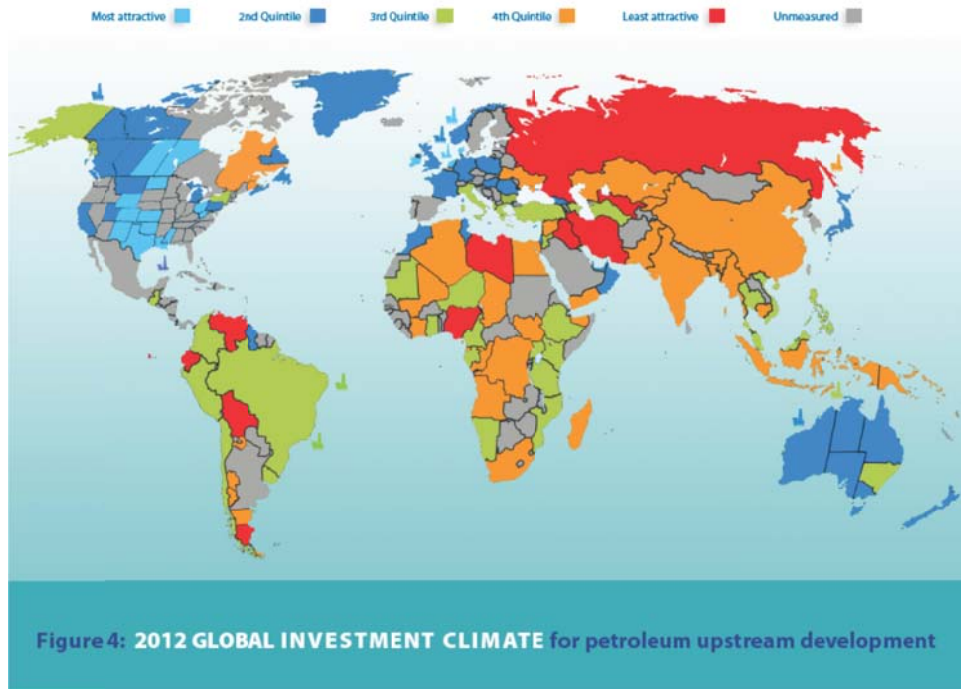 Most attractive 2nd Quintile 3rd Quintile 4th Quintile Least attractive Unmeasured
Figure 4: 2012 GLOBAL INVESTMENT CLIMATE for petroleum upstream development